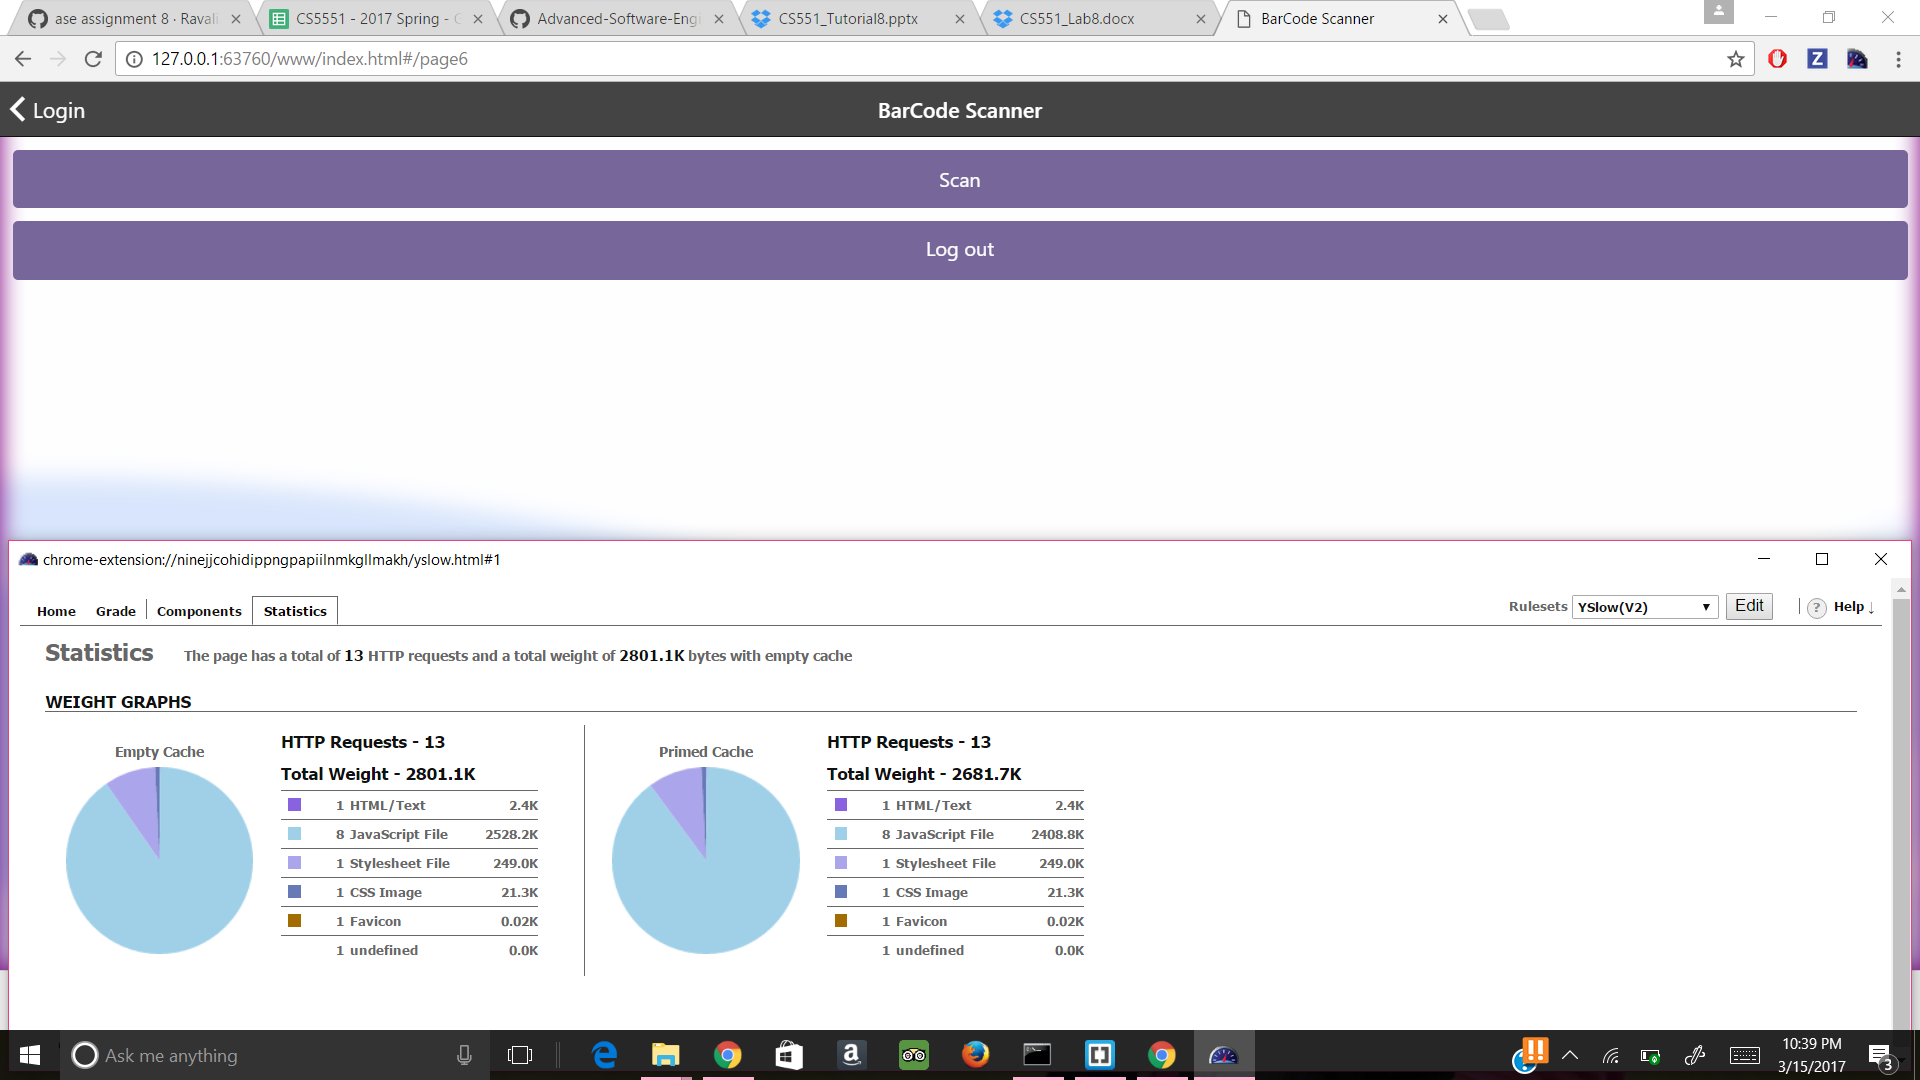 ase assignment 8 · Ravali
CS5551 - 2017 Spring -
Advanced-Software-Engi
CS551_Tutorial8.pptx
CS551_Lab8.docx
BarCode Scanner
127.0.0.1:63760/www/index.html#/page6
Z
Login
BarCode Scanner
Scan
Log out
chrome-extension://ninejjcohidippngpapiilnmkgllmakh/yslow.html#1
Home Grade Components Statistics
Rulesets YSlow(V2) Edit ? Help ↓
Statistics The page has a total of 13 HTTP requests and a total weight of 2801.1K bytes with empty cache
WEIGHT GRAPHS
Empty Cache
HTTP Requests - 13
Total Weight - 2801.1K
1 HTML/Text 2.4K
8 JavaScript File 2528.2K
1 Stylesheet File 249.0K
1 CSS Image 21.3K
1 Favicon 0.02K
1 undefined 0.0K
Primed Cache
HTTP Requests - 13
Total Weight - 2681.7K
1 HTML/Text 2.4K
8 JavaScript File 2408.8K
1 Stylesheet File 249.0K
1 CSS Image 21.3K
1 Favicon 0.02K
1 undefined 0.0K
Ask me anything
10:39 PM
3/15/2017
3